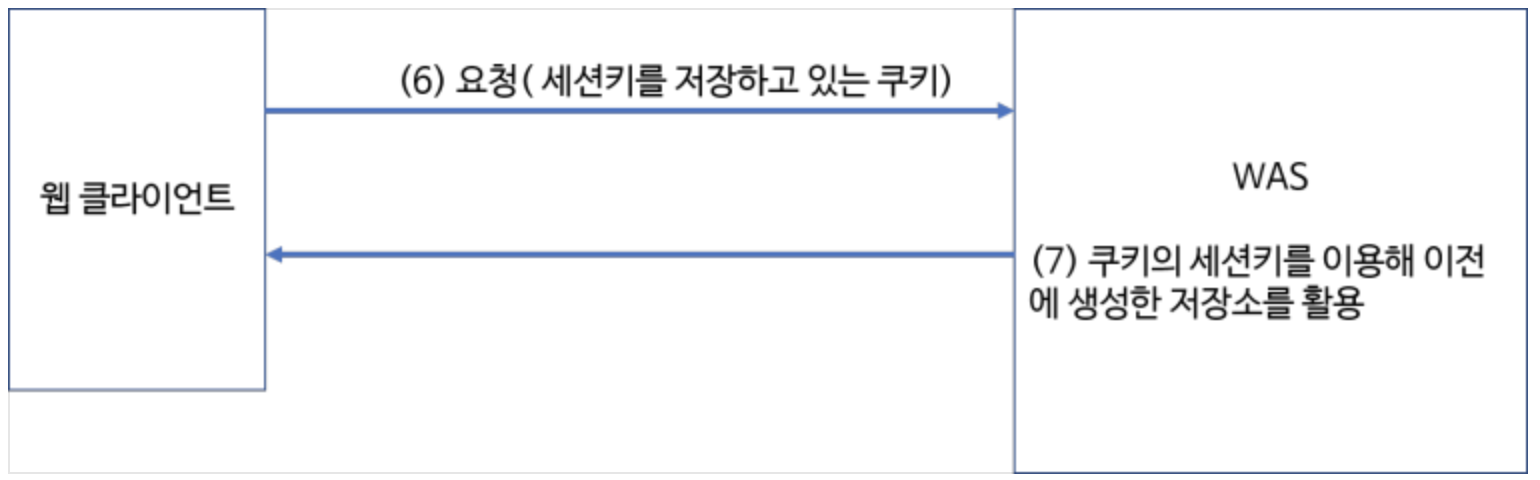 (6) 요청( 세션키를 저장하고 있는 쿠키)
웹 클라이언트
WAS
(7) 쿠키의 세션키를 이용해 이전
에 생성한 저장소를 활용